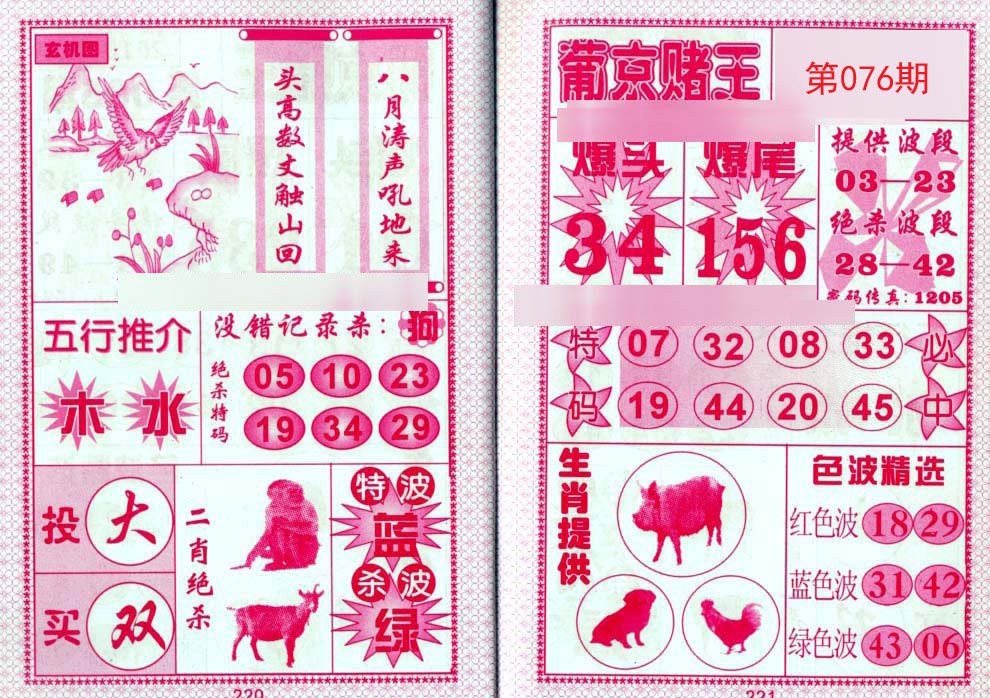 玄机图
八月涛声吼地来
头高数丈触山回
五行推介
木 水
没错记录杀：狗
绝杀特码
05 10 23
19 34 29
投 大
买 双
二肖绝杀
特波
蓝
杀波
绿
220
葡京赌王
第076期
爆头
34
爆尾
156
提供波段
03—23
绝杀波段
28—42
密码传真：1205
特码
07 32 08 33
19 44 20 45
必中
生肖提供
色波精选
红色波 18 29
蓝色波 31 42
绿色波 43 06
221